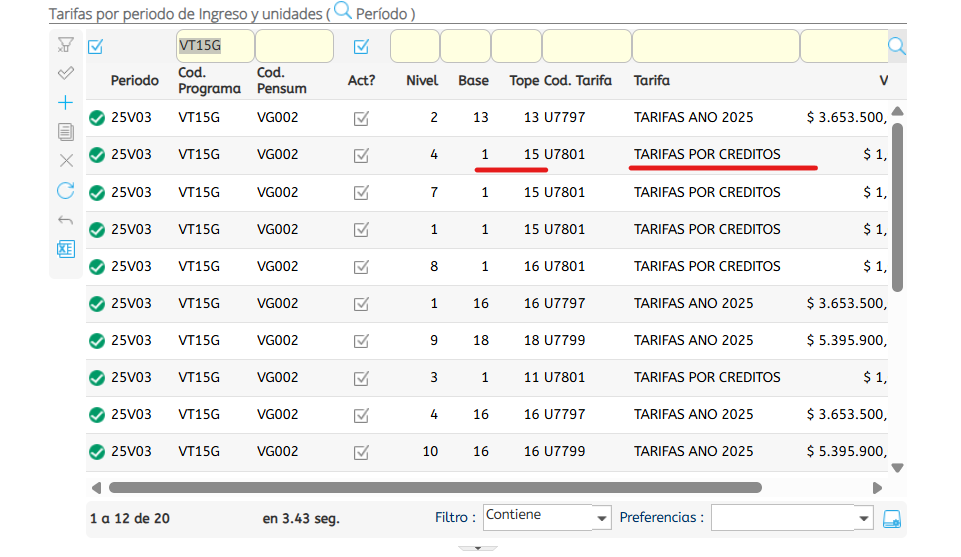 Tarifas por periodo de Ingreso y unidades ( Período )
VT15G
Periodo Cod. Programa Cod. Pensum Act? Nivel Base Tope Cod. Tarifa Tarifa V
25V03 VT15G VG002 2 13 13 U7797 TARIFAS ANO 2025 $ 3.653.500,
25V03 VT15G VG002 4 1 15 U7801 TARIFAS POR CREDITOS $ 1,
25V03 VT15G VG002 7 1 15 U7801 TARIFAS POR CREDITOS $ 1,
25V03 VT15G VG002 1 1 15 U7801 TARIFAS POR CREDITOS $ 1,
25V03 VT15G VG002 8 1 16 U7801 TARIFAS POR CREDITOS $ 1,
25V03 VT15G VG002 1 16 16 U7797 TARIFAS ANO 2025 $ 3.653.500,
25V03 VT15G VG002 9 18 18 U7799 TARIFAS ANO 2025 $ 5.395.900,
25V03 VT15G VG002 3 1 11 U7801 TARIFAS POR CREDITOS $ 1,
25V03 VT15G VG002 4 16 16 U7797 TARIFAS ANO 2025 $ 3.653.500,
25V03 VT15G VG002 10 16 16 U7799 TARIFAS ANO 2025 $ 5.395.900,
1 a 12 de 20 en 3.43 seg. Filtro : Contiene Preferencias :